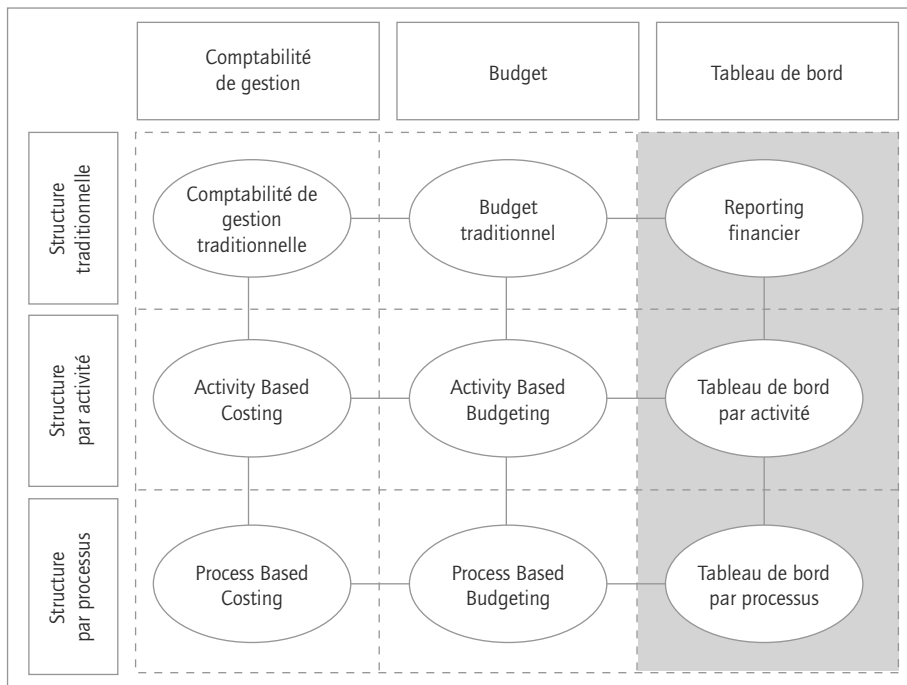 Comptabilité
de gestion
Budget
Tableau de bord
Structure
traditionnelle
Comptabilité de
gestion
traditionnelle
Budget
traditionnel
Reporting
financier
Structure
par activité
Activity Based
Costing
Activity Based
Budgeting
Tableau de bord
par activité
Structure
par processus
Process Based
Costing
Process Based
Budgeting
Tableau de bord
par processus